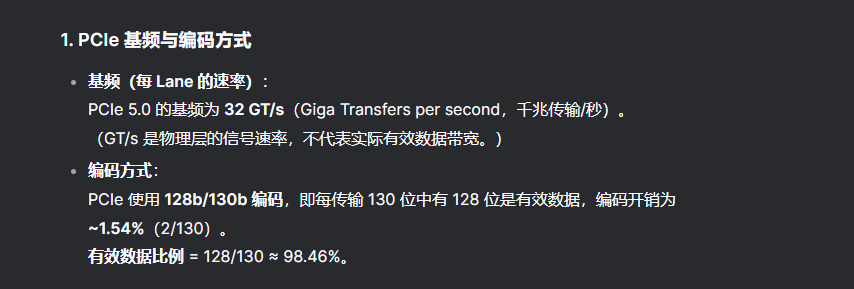 1. PCIe 基频与编码方式
基频（每 Lane 的速率）：
PCIe 5.0 的基频为 32 GT/s（Giga Transfers per second，千兆传输/秒）。
（GT/s 是物理层的信号速率，不代表实际有效数据带宽。）
编码方式：
PCIe 使用 128b/130b 编码，即每传输 130 位中有 128 位是有效数据，编码开销为
~1.54%（2/130）。
有效数据比例 = 128/130 ≈ 98.46%。